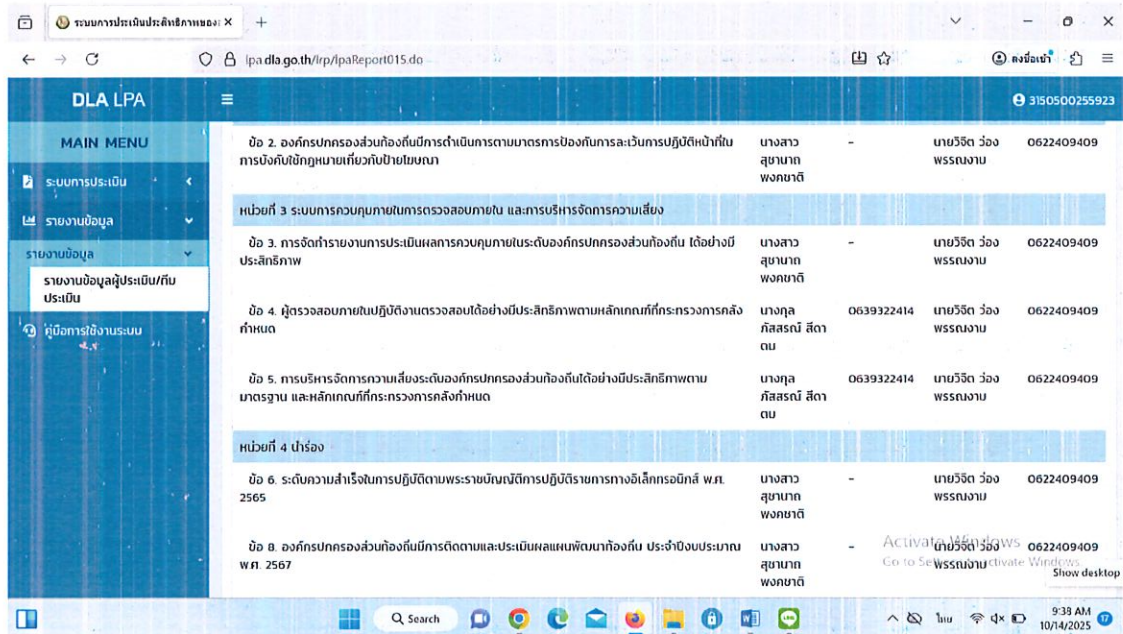 ระบบการประเมินประสิทธิภาพของ
lpa.dla.go.th/lrp/lpaReport015.do
ลงชื่อเข้า
DLA LPA
3150500255923
MAIN MENU
ระบบการประเมิน
รายงานข้อมูล
รายงานข้อมูล
รายงานข้อมูลผู้ประเมิน/ทีม
ประเมิน
คู่มือการใช้งานระบบ
ข้อ 2. องค์กรปกครองส่วนท้องถิ่นมีการดำเนินการตามมาตรการป้องกันการละเว้นการปฏิบัติหน้าที่ใน นางสาว - นายวิจิต ว่อง 0622409409
การบังคับใช้กฎหมายเกี่ยวกับป้ายโฆษณา สุชานาถ พรรณงาม
พงคชาติ
หน่วยที่ 3 ระบบการควบคุมภายในการตรวจสอบภายใน และการบริหารจัดการความเสี่ยง
ข้อ 3. การจัดทำรายงานการประเมินผลการควบคุมภายในระดับองค์กรปกครองส่วนท้องถิ่น ได้อย่างมี นางสาว - นายวิจิต ว่อง 0622409409
ประสิทธิภาพ สุชานาถ พรรณงาม
พงคชาติ
ข้อ 4. ผู้ตรวจสอบภายในปฏิบัติงานตรวจสอบได้อย่างมีประสิทธิภาพตามหลักเกณฑ์ที่กระทรวงการคลัง นางกุล 0639322414 นายวิจิต ว่อง 0622409409
กำหนด ภัสสรณ์ สีดา พรรณงาม
ตบ
ข้อ 5. การบริหารจัดการความเสี่ยงระดับองค์กรปกครองส่วนท้องถิ่นได้อย่างมีประสิทธิภาพตาม นางกุล 0639322414 นายวิจิต ว่อง 0622409409
มาตรฐาน และหลักเกณฑ์ที่กระทรวงการคลังกำหนด ภัสสรณ์ สีดา พรรณงาม
ตบ
หน่วยที่ 4 นำร่อง
ข้อ 6. ระดับความสำเร็จในการปฏิบัติตามพระราชบัญญัติการปฏิบัติราชการทางอิเล็กทรอนิกส์ พ.ศ. นางสาว - นายวิจิต ว่อง 0622409409
2565 สุชานาถ พรรณงาม
พงคชาติ
ข้อ 8. องค์กรปกครองส่วนท้องถิ่นมีการติดตามและประเมินผลแผนพัฒนาท้องถิ่น ประจำปีงบประมาณ นางสาว - นายวิจิต ว่อง 0622409409
พ.ศ. 2567 สุชานาถ พรรณงาม
พงคชาติ
Activate Windows
Go to Settings to activate Windows.
Show desktop
Search
ไทย
9:38 AM
10/14/2025
17